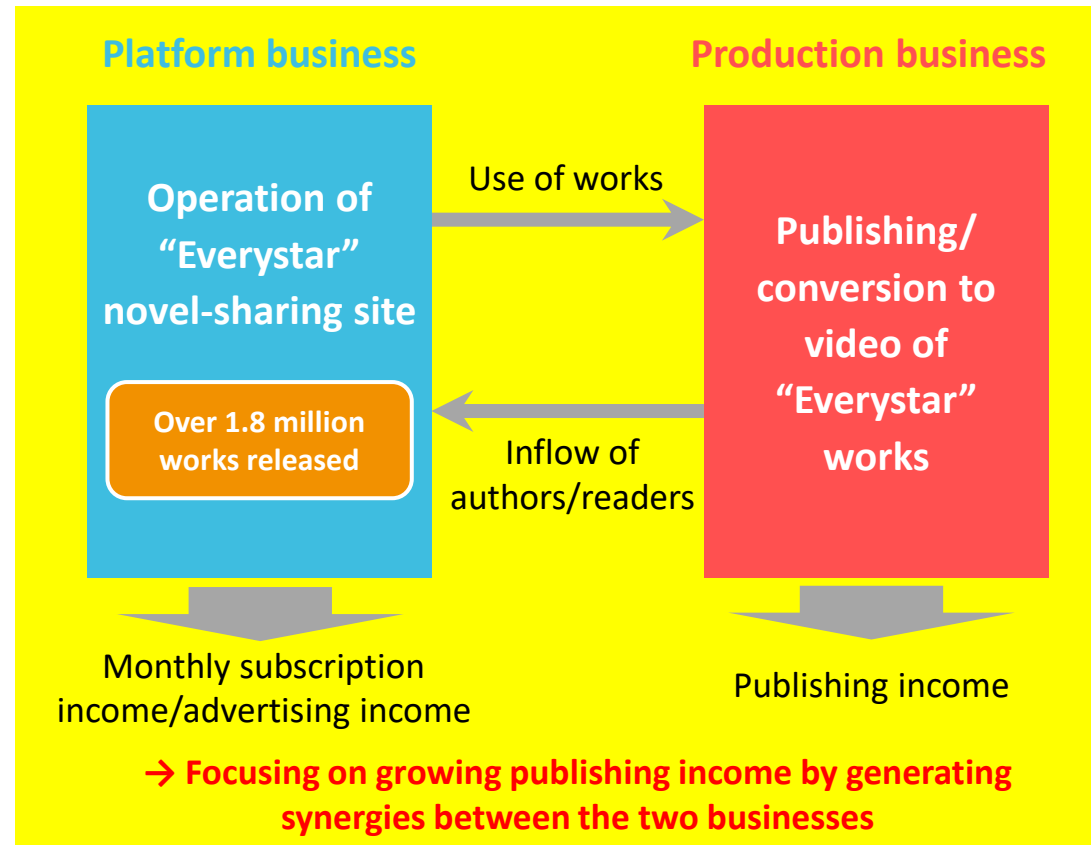 Platform business
Production business
Operation of
“Everystar”
novel-sharing site
Over 1.8 million
works released
Use of works
Inflow of
authors/readers
Publishing/
conversion to
video of
“Everystar”
works
Monthly subscription
income/advertising income
Publishing income
→ Focusing on growing publishing income by generating
synergies between the two businesses